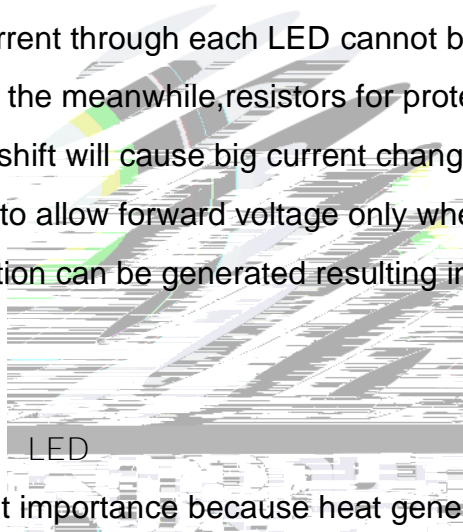 rrent through each LED cannot b
the meanwhile,resistors for prote
shift will cause big current chang
to allow forward voltage only whe
tion can be generated resulting in
LED
t importance because heat gene